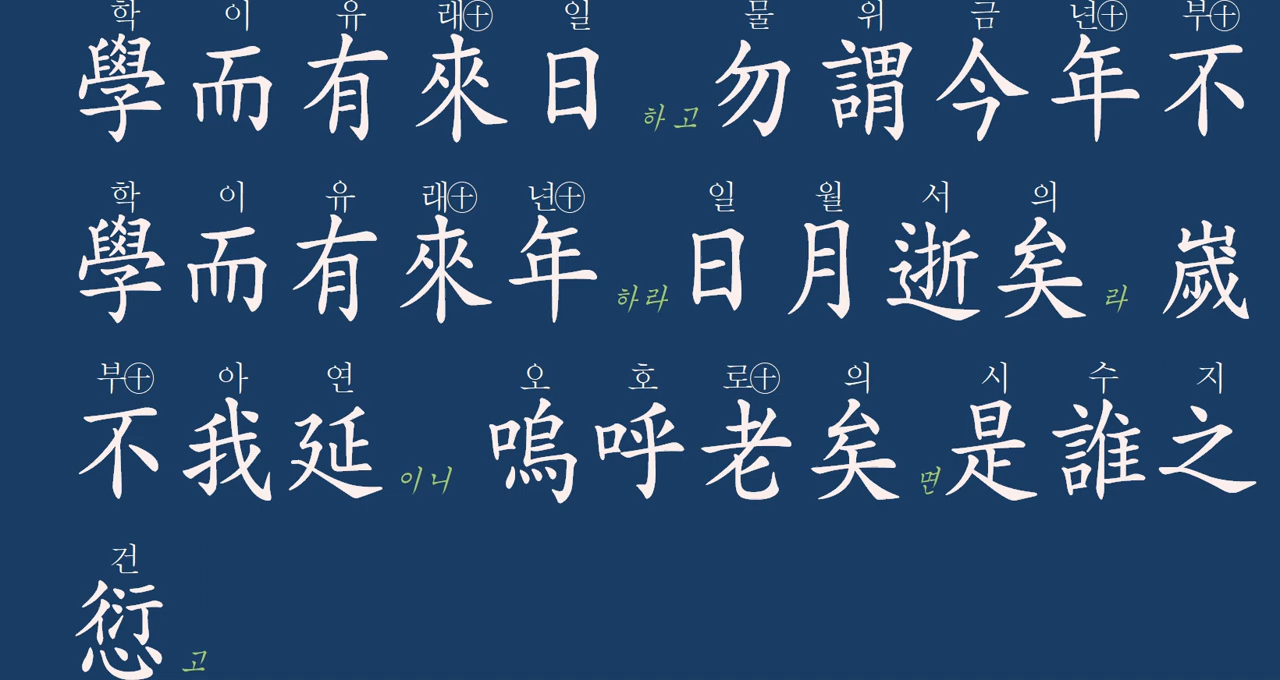 학 이 유 래㊉ 일 물 위 금 년㊉ 부㊉
學而有來日 하고 勿謂今年不
학 이 유 래㊉ 년㊉ 일 월 서 의
學而有來年 하라 日月逝矣 라 歲
부㊉ 아 연 오 호 로㊉ 의 시 수 지
不我延 이니 嗚呼老矣 면 是誰之
건
愆 고